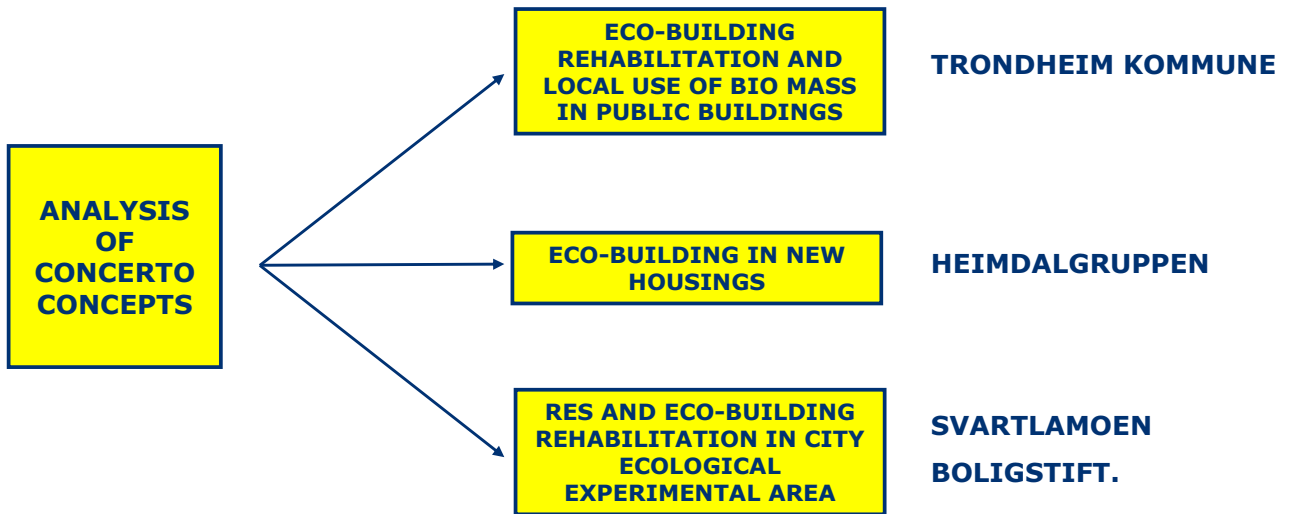 ANALYSIS
OF
CONCERTO
CONCEPTS
ECO-BUILDING
REHABILITATION AND
LOCAL USE OF BIO MASS
IN PUBLIC BUILDINGS
TRONDHEIM KOMMUNE
ECO-BUILDING IN NEW
HOUSINGS
HEIMDALGRUPPEN
RES AND ECO-BUILDING
REHABILITATION IN CITY
ECOLOGICAL
EXPERIMENTAL AREA
SVARTLAMOEN
BOLIGSTIFT.